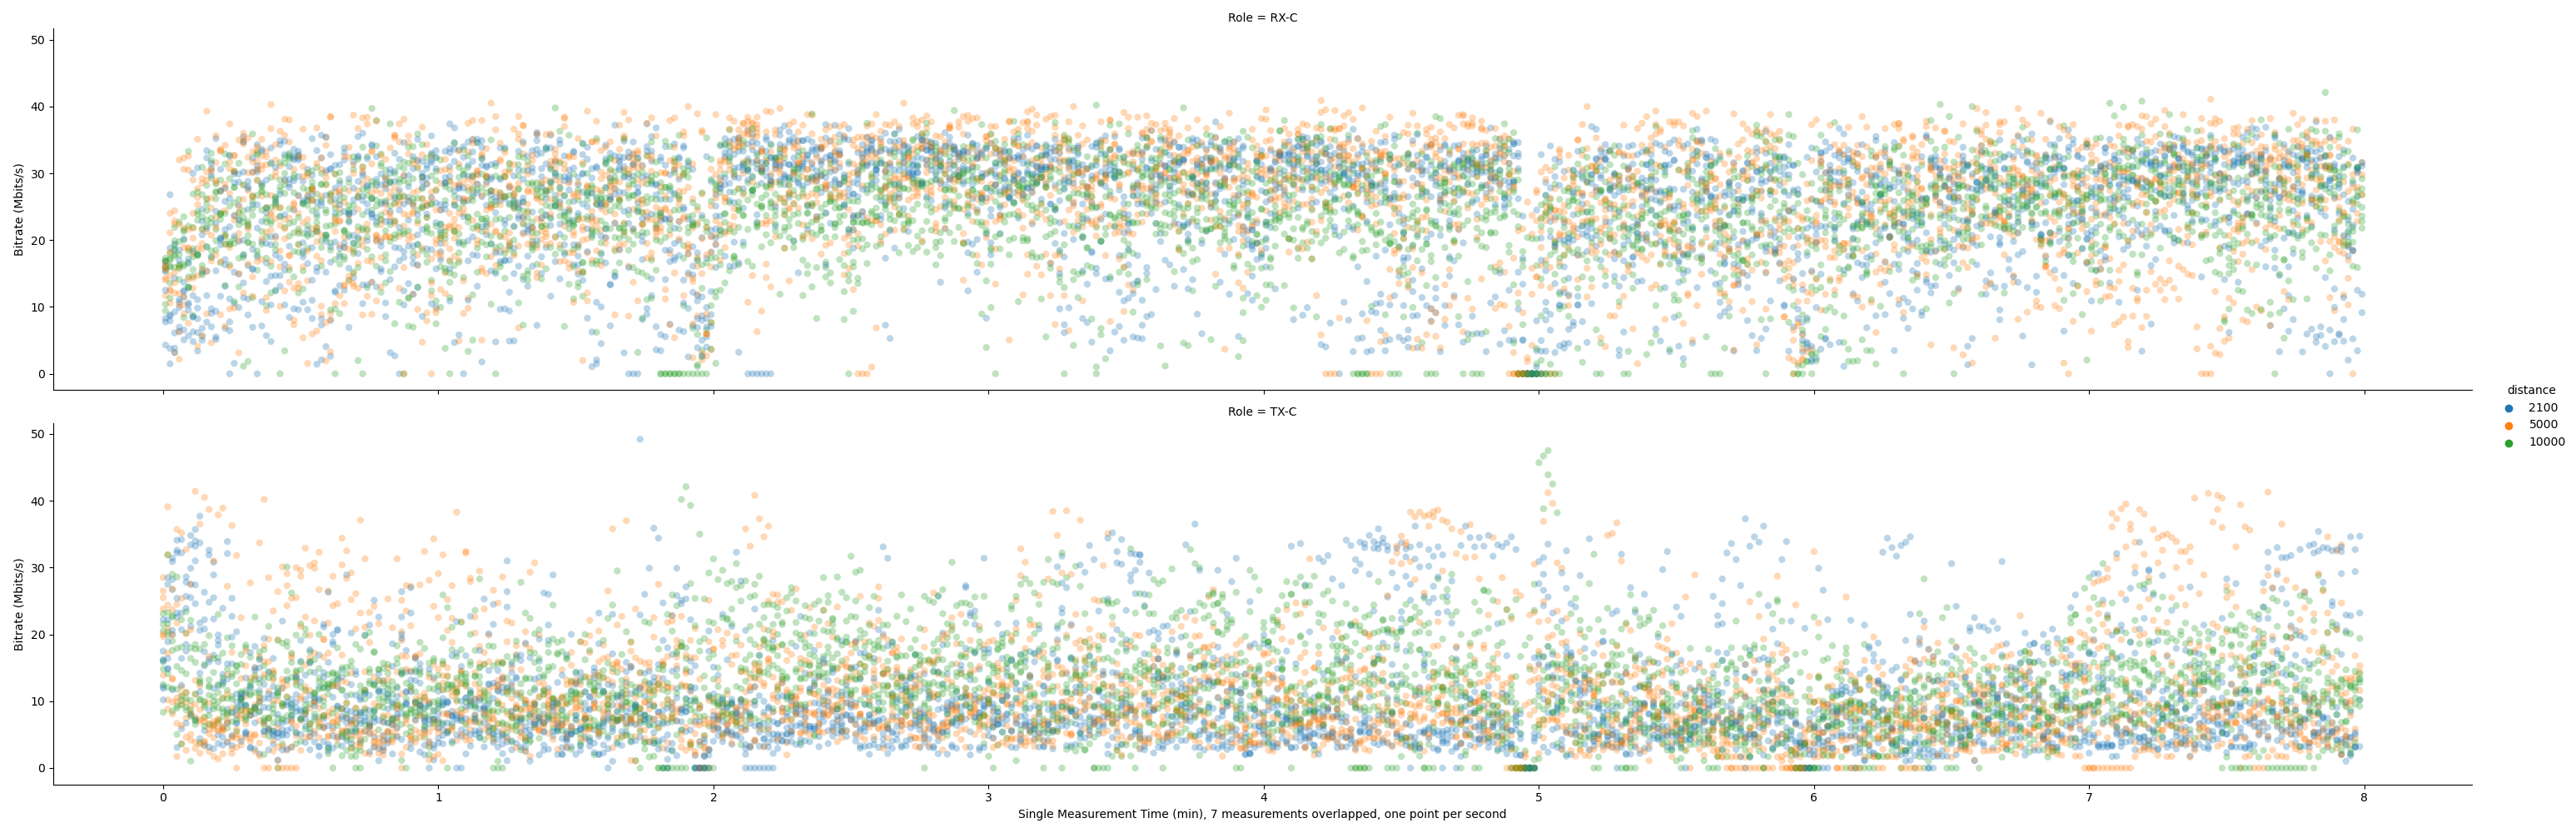 Role = RX-C
50
40
30
20
10
0
Bitrate (Mbits/s)
Role = TX-C
50
40
30
20
10
0
Bitrate (Mbits/s)
0 1 2 3 4 5 6 7 8
Single Measurement Time (min), 7 measurements overlapped, one point per second
distance
2100
5000
10000